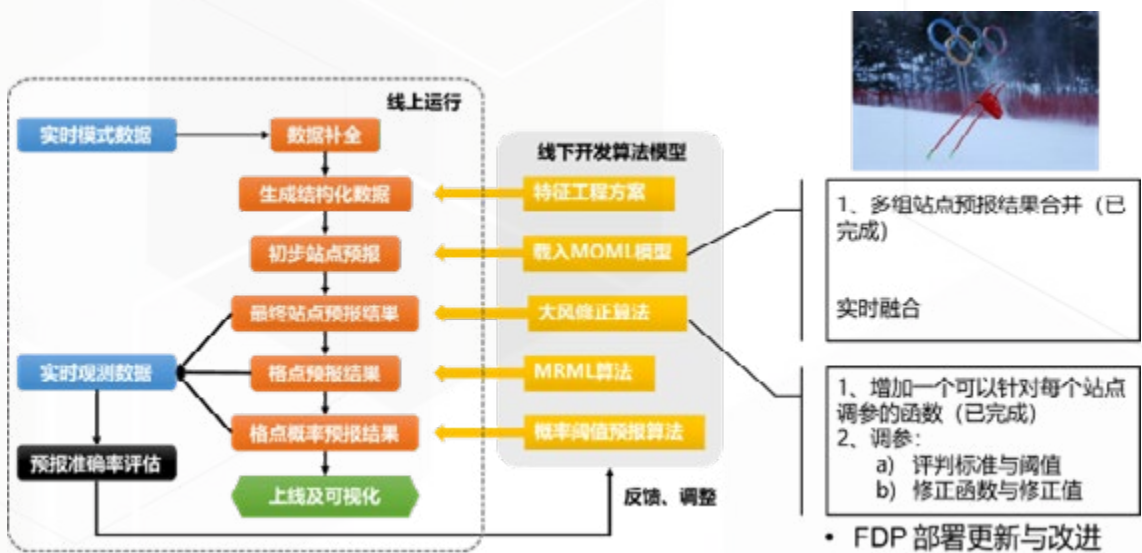 线上运行
实时模式数据
数据补全
线下开发算法模型
生成结构化数据
特征工程方案
初步站点预报
载入MOML模型
最终站点预报结果
大风修正算法
实时观测数据
格点预报结果
MRML算法
格点概率预报结果
概率阈值预报算法
预报准确率评估
上线及可视化
反馈、调整
1、多组站点预报结果合并（已
完成）
实时融合
1、增加一个可以针对每个站点
调参的函数（已完成）
2、调参：
a) 评判标准与阈值
b) 修正函数与修正值
• FDP 部署更新与改进